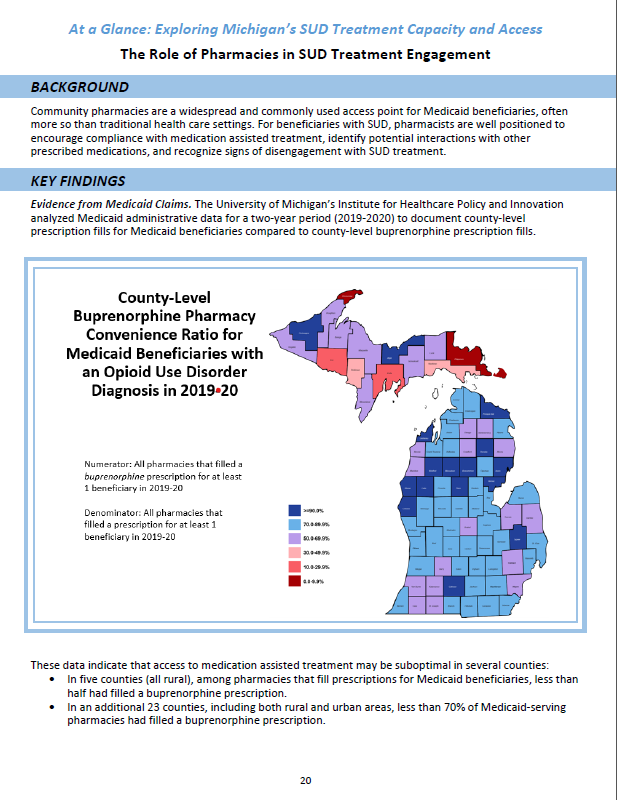 At a Glance: Exploring Michigan's SUD Treatment Capacity and Access
The Role of Pharmacies in SUD Treatment Engagement
BACKGROUND
Community pharmacies are a widespread and commonly used access point for Medicaid beneficiaries, often
more so than traditional health care settings. For beneficiaries with SUD, pharmacists are well positioned to
encourage compliance with medication assisted treatment, identify potential interactions with other
prescribed medications, and recognize signs of disengagement with SUD treatment.
KEY FINDINGS
Evidence from Medicaid Claims. The University of Michigan's Institute for Healthcare Policy and Innovation
analyzed Medicaid administrative data for a two-year period (2019-2020) to document county-level
prescription fills for Medicaid beneficiaries compared to county-level buprenorphine prescription fills.
County-Level
Buprenorphine Pharmacy
Convenience Ratio for
Medicaid Beneficiaries with
an Opioid Use Disorder
Diagnosis in 2019-20
Numerator: All pharmacies that filled a
buprenorphine prescription for at least
1 beneficiary in 2019-20
Denominator: All pharmacies that
filled a prescription for at least 1
beneficiary in 2019-20
>=90.0%
70.0-89.9%
50.0-69.9%
30.0-49.9%
10.0-29.9%
0.0-9.9%
These data indicate that access to medication assisted treatment may be suboptimal in several counties:
• In five counties (all rural), among pharmacies that fill prescriptions for Medicaid beneficiaries, less than
half had filled a buprenorphine prescription.
• In an additional 23 counties, including both rural and urban areas, less than 70% of Medicaid-serving
pharmacies had filled a buprenorphine prescription.
20